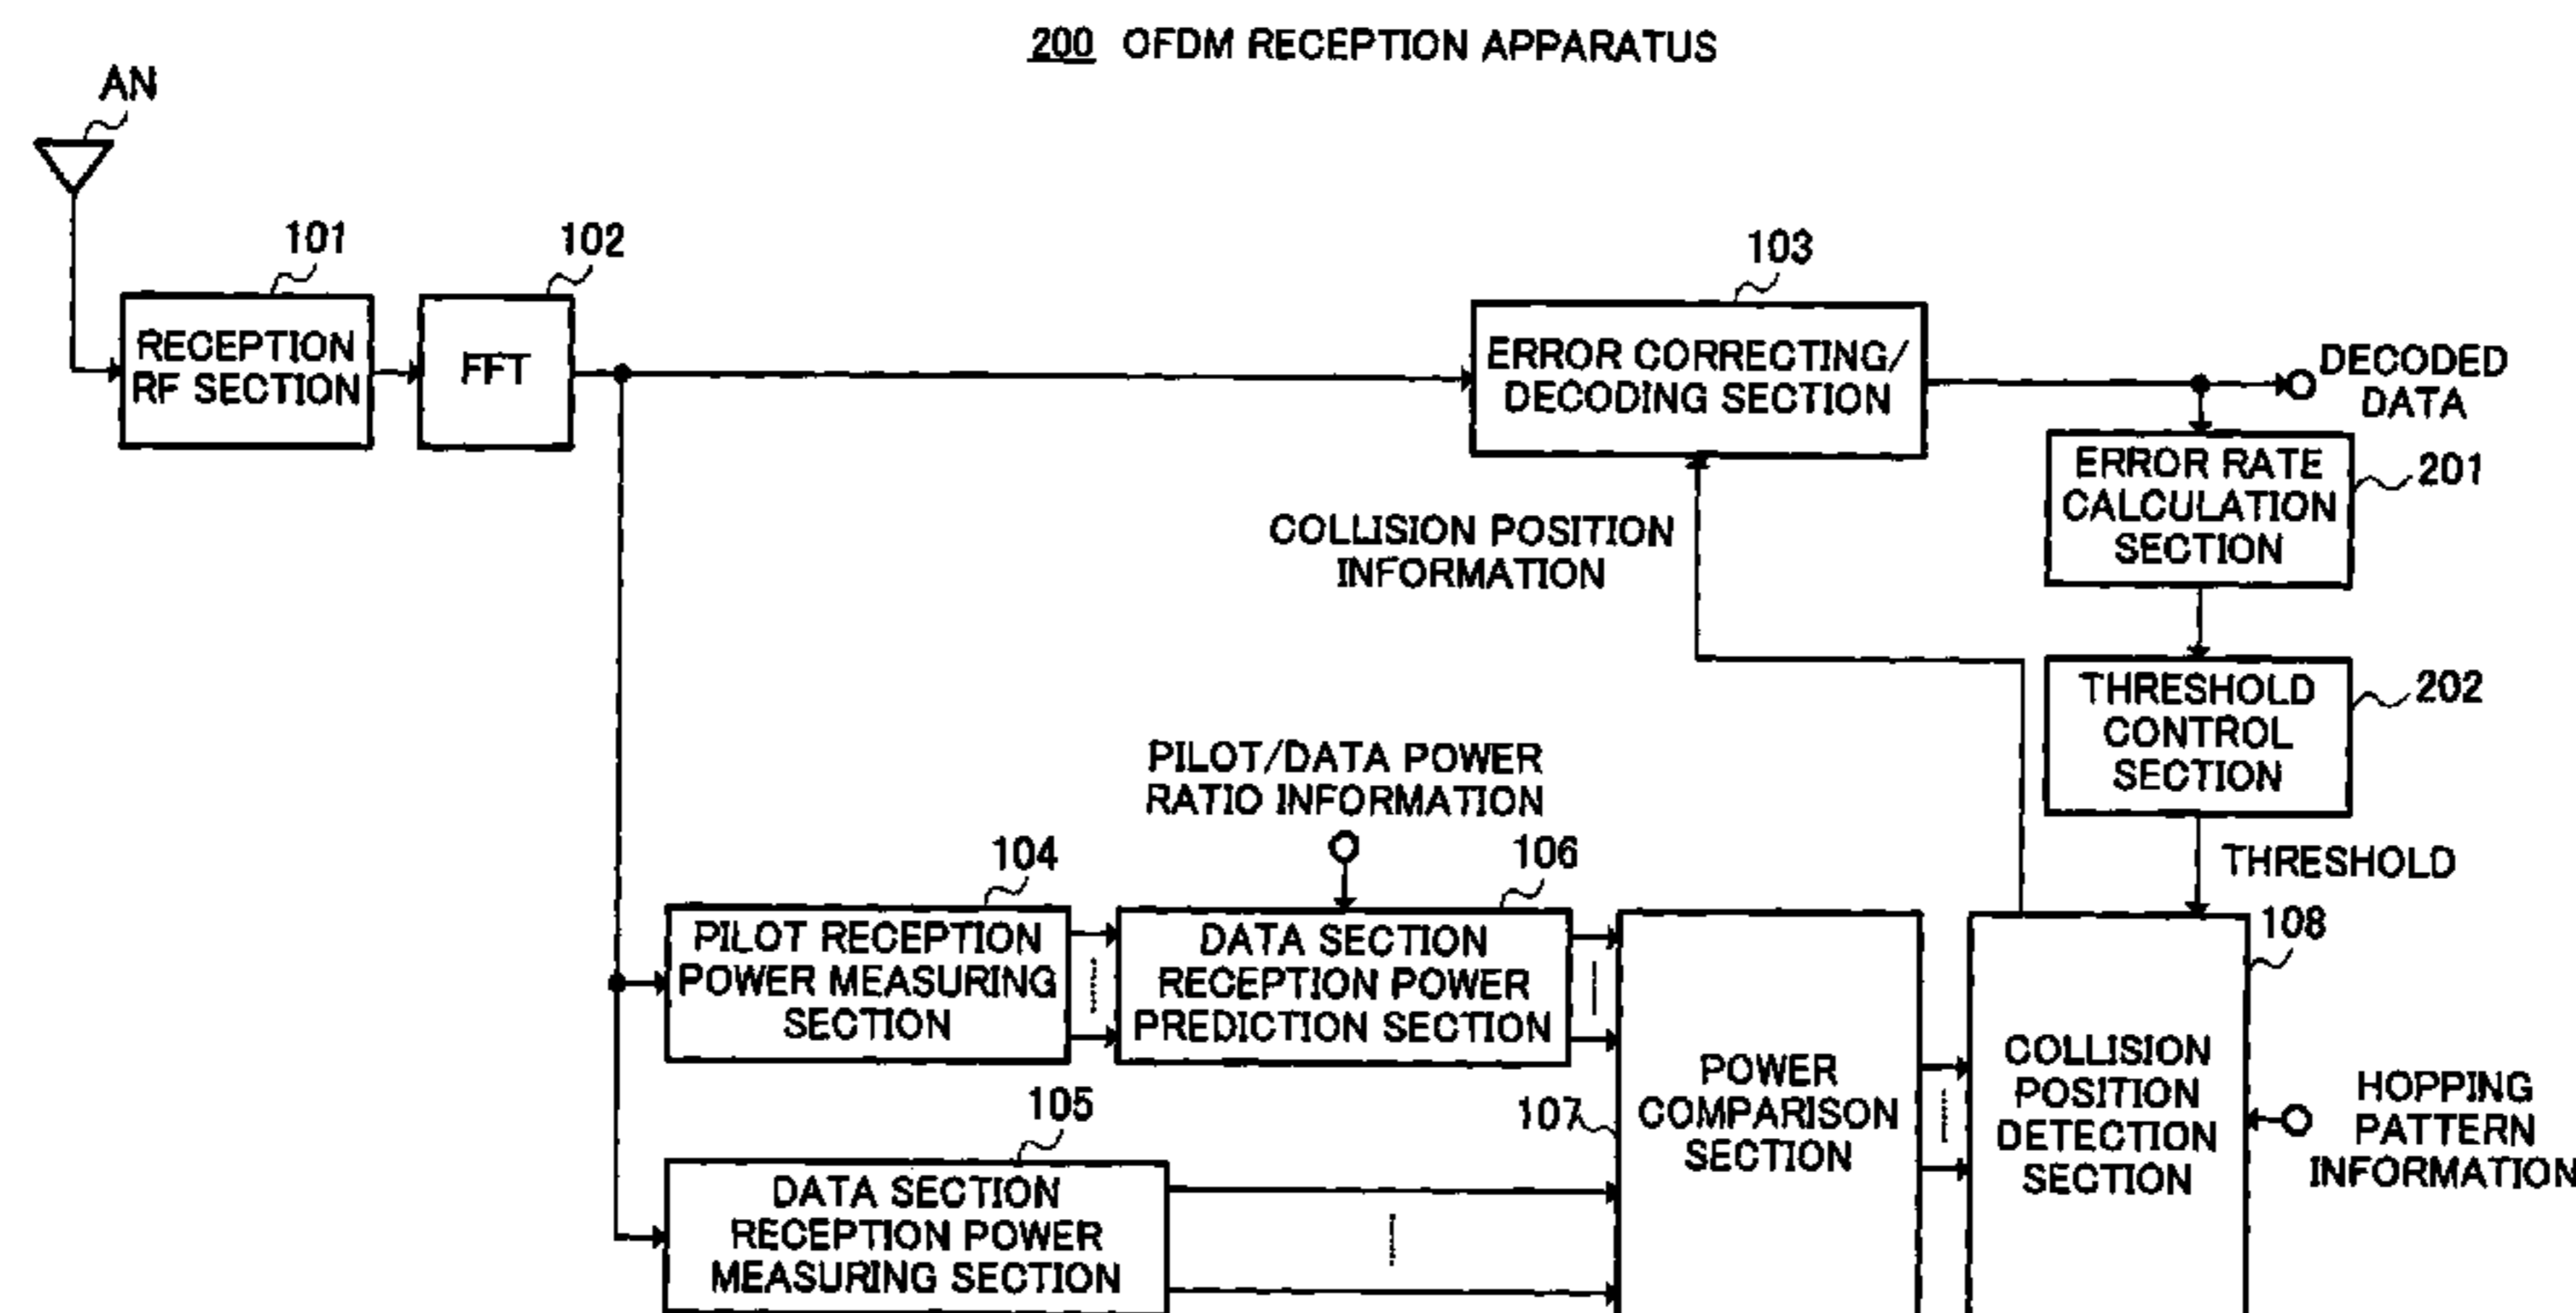 200 OFDM RECEPTION APPARATUS
AN
101
102
103
RECEPTION
RF SECTION
FFT
ERROR CORRECTING/
DECODING SECTION
DECODED
DATA
ERROR RATE
CALCULATION
SECTION
201
COLLISION POSITION
INFORMATION
THRESHOLD
CONTROL
SECTION
202
PILOT/DATA POWER
RATIO INFORMATION
THRESHOLD
104
106
108
PILOT RECEPTION
POWER MEASURING
SECTION
DATA SECTION
RECEPTION POWER
PREDICTION SECTION
107
POWER
COMPARISON
SECTION
COLLISION
POSITION
DETECTION
SECTION
HOPPING
PATTERN
INFORMATION
105
DATA SECTION
RECEPTION POWER
MEASURING SECTION